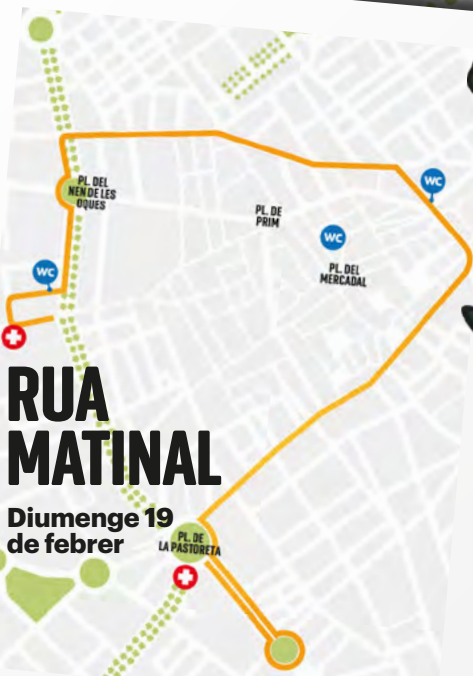 PL. DEL
NEN DE LES
OQUES
PL. DE
PRIM
WC
WC
PL. DEL
MERCADAL
WC
RUA
MATINAL
Diumenge 19
de febrer
PL. DE
LA PASTORETA